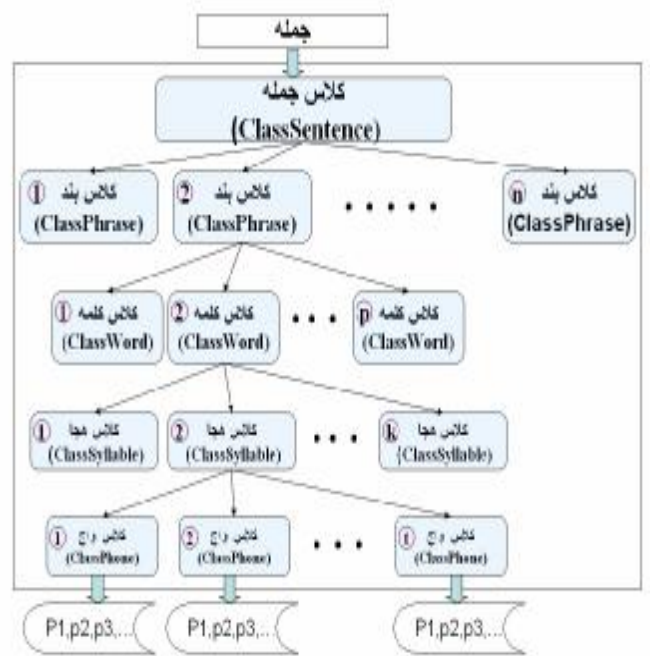 جمله
کلاس جمله
(ClassSentence)
1 کلاس بند
(ClassPhrase)
2 کلاس بند
(ClassPhrase)
.....
n کلاس بند
(ClassPhrase)
1 کلاس کلمه
(ClassWord)
2 کلاس کلمه
(ClassWord)
...
p کلاس کلمه
(ClassWord)
1 کلاس هجا
(ClassSyllable)
2 کلاس هجا
(ClassSyllable)
...
k کلاس هجا
(ClassSyllable)
1 کلاس واج
(ClassPhone)
2 کلاس واج
(ClassPhone)
...
t کلاس واج
(ClassPhone)
P1,p2,p3,...
P1,p2,p3,...
P1,p2,p3,...